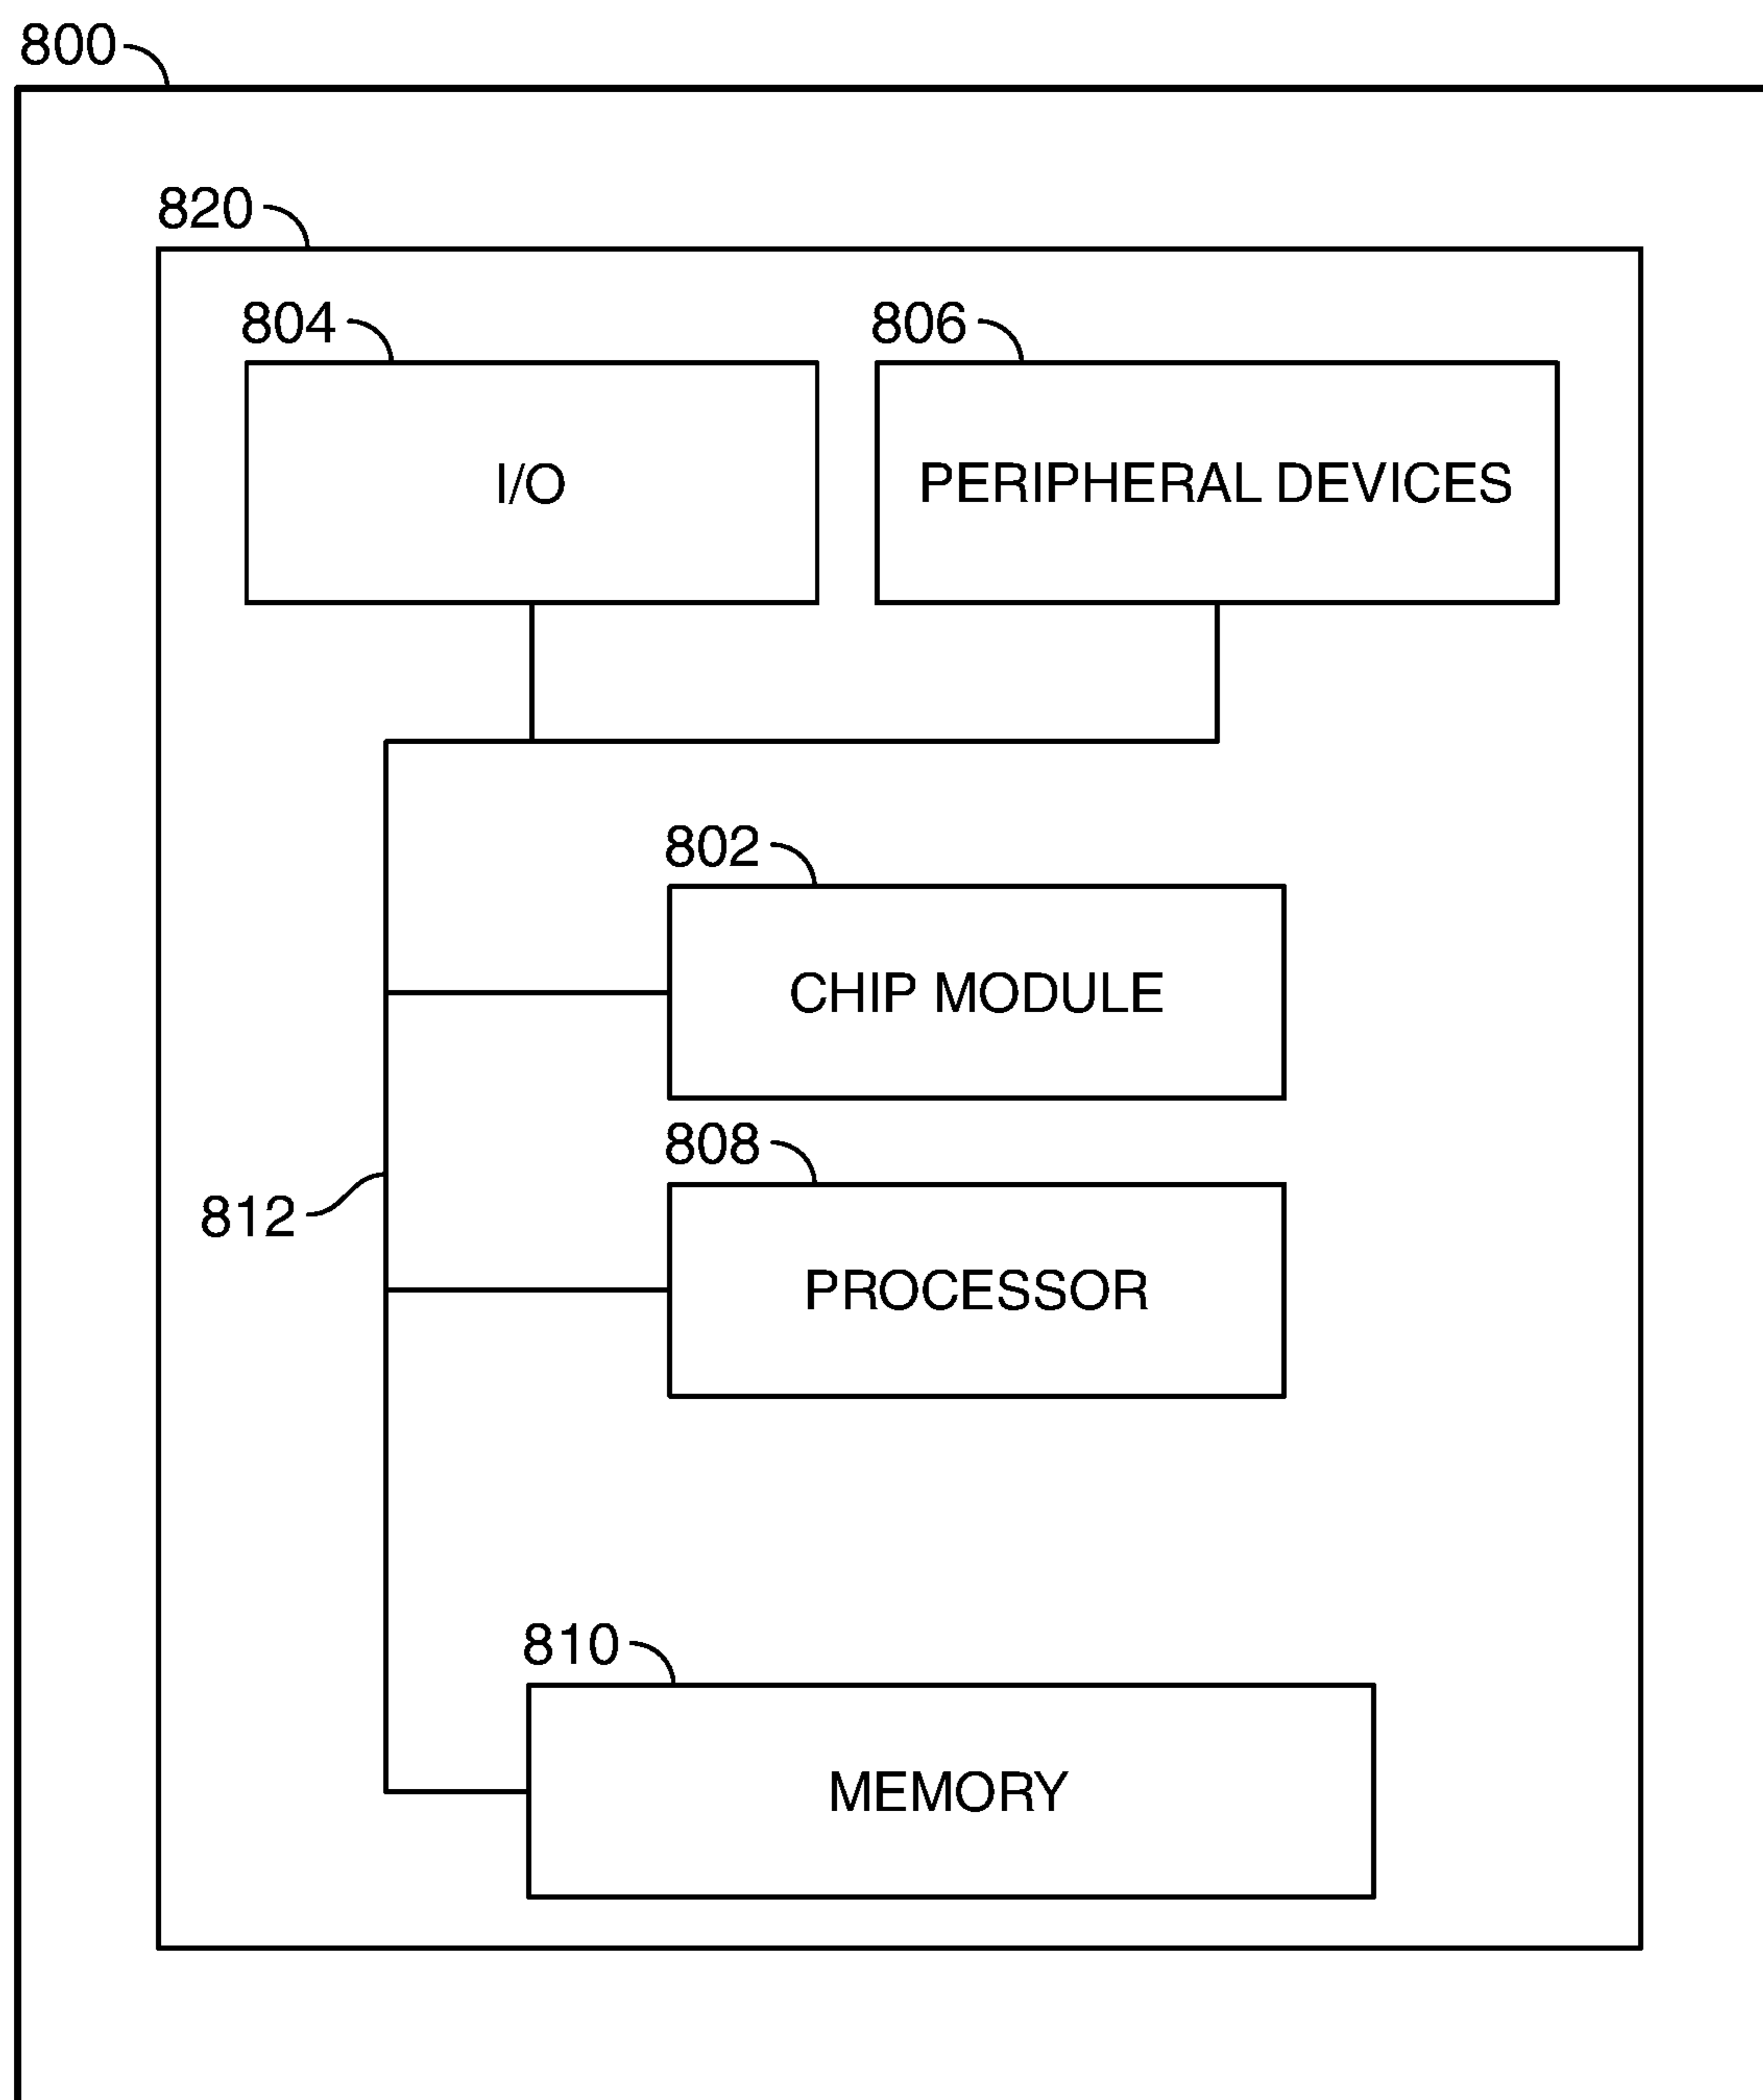 800
820
804
806
I/O
PERIPHERAL DEVICES
802
CHIP MODULE
808
812
PROCESSOR
810
MEMORY